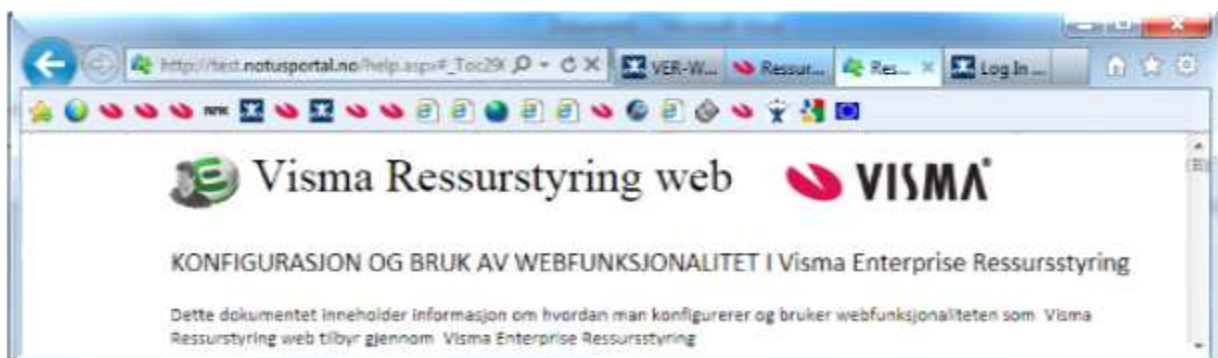 http://test.notusportal.no/help.aspx#_Toc29
VER-W...
Ressur...
Res...
Log In ...
NRK
Visma Ressurstyring web
VISMA®
KONFIGURASJON OG BRUK AV WEBFUNKSJONALITET I Visma Enterprise Ressursstyring
Dette dokumentet inneholder informasjon om hvordan man konfigurerer og bruker webfunksjonaliteten som Visma
Ressurstyring web tilbyr gjennom Visma Enterprise Ressursstyring